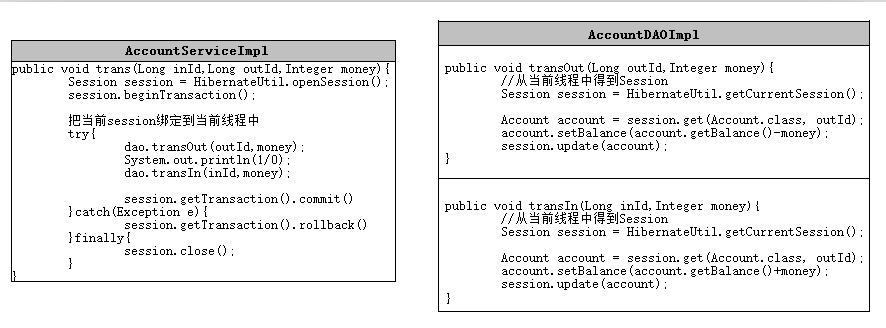 AccountServiceImpl
public void trans(Long inId,Long outId,Integer money){
Session session = HibernateUtil.openSession();
session.beginTransaction();
把当前session绑定到当前线程中
try{
dao.transOut(outId,money);
System.out.println(1/0);
dao.transIn(inId,money);
session.getTransaction().commit()
}catch(Exception e){
session.getTransaction().rollback()
}finally{
session.close();
}
}
AccountDAOImpl
public void transOut(Long outId,Integer money){
//从当前线程中得到Session
Session session = HibernateUtil.getCurrentSession();
Account account = session.get(Account.class, outId);
account.setBalance(account.getBalance()-money);
session.update(account);
}
public void transIn(Long inId,Integer money){
//从当前线程中得到Session
Session session = HibernateUtil.getCurrentSession();
Account account = session.get(Account.class, outId);
account.setBalance(account.getBalance()+money);
session.update(account);
}